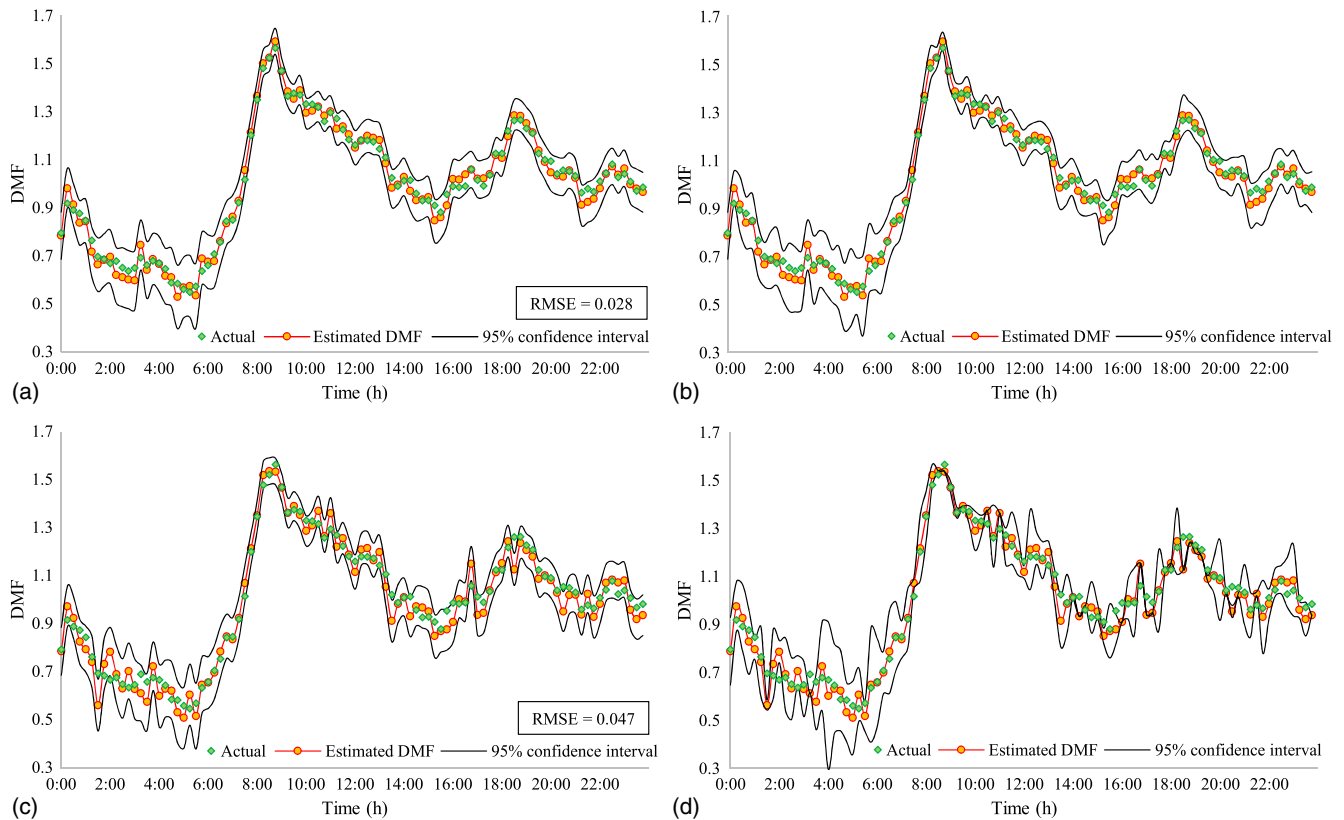 1.7
1.5
1.3
1.1
0.9
0.7
0.5
0.3
DMF
RMSE = 0.028
Actual Estimated DMF 95% confidence interval
0:00 2:00 4:00 6:00 8:00 10:00 12:00 14:00 16:00 18:00 20:00 22:00
Time (h)
(a)
1.7
1.5
1.3
1.1
0.9
0.7
0.5
0.3
DMF
Actual Estimated DMF 95% confidence interval
0:00 2:00 4:00 6:00 8:00 10:00 12:00 14:00 16:00 18:00 20:00 22:00
Time (h)
(b)
1.7
1.5
1.3
1.1
0.9
0.7
0.5
0.3
DMF
RMSE = 0.047
Actual Estimated DMF 95% confidence interval
0:00 2:00 4:00 6:00 8:00 10:00 12:00 14:00 16:00 18:00 20:00 22:00
Time (h)
(c)
1.7
1.5
1.3
1.1
0.9
0.7
0.5
0.3
DMF
Actual Estimated DMF 95% confidence interval
0:00 2:00 4:00 6:00 8:00 10:00 12:00 14:00 16:00 18:00 20:00 22:00
Time (h)
(d)